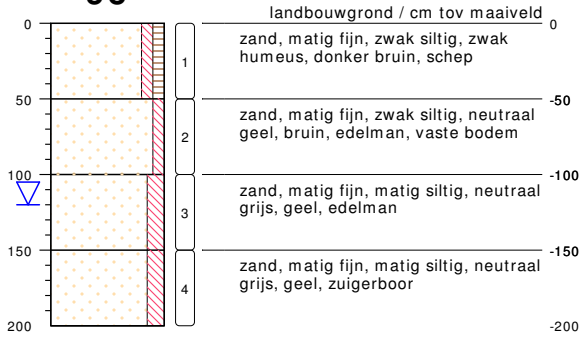 landbouwgrond / cm tov maaiveld
0
0
1
zand, matig fijn, zwak siltig, zwak
humeus, donker bruin, schep
50
-50
2
zand, matig fijn, zwak siltig, neutraal
geel, bruin, edelman, vaste bodem
100
-100
3
zand, matig fijn, matig siltig, neutraal
grijs, geel, edelman
150
-150
4
zand, matig fijn, matig siltig, neutraal
grijs, geel, zuigerboor
200
-200